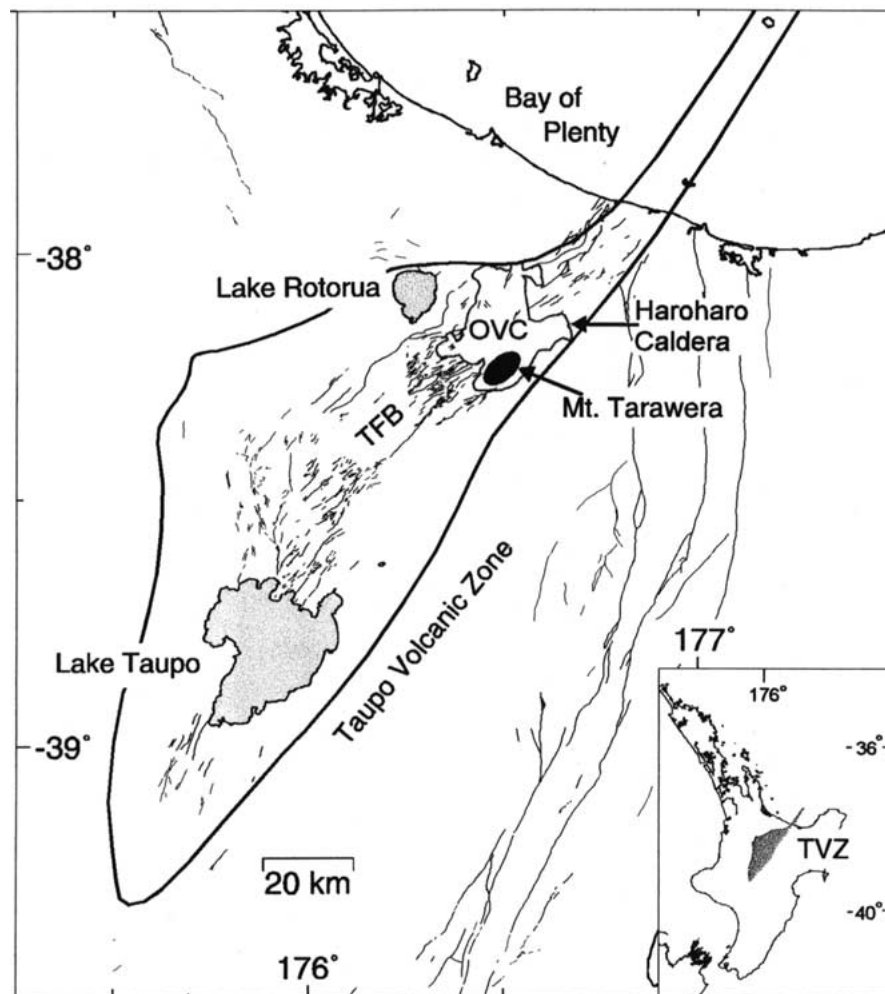 Bay of
Plenty
-38°
Lake Rotorua
OVC
Haroharo
Caldera
Mt. Tarawera
TFB
Taupo Volcanic Zone
Lake Taupo
177°
-39°
20 km
176°
176°
-36°
TVZ
-40°